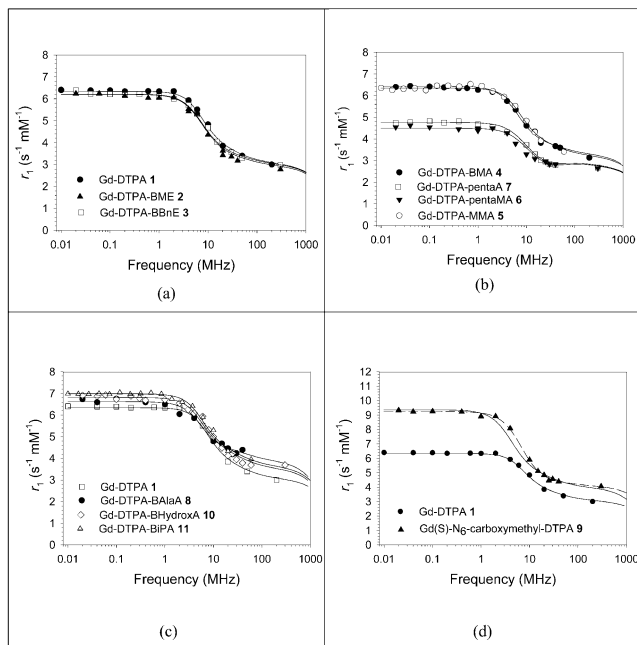 8
7
6
5
4
3
2
1
0
r1 (s-1 mM-1)
Gd-DTPA 1
Gd-DTPA-BME 2
Gd-DTPA-BBnE 3
0.01 0.1 1 10 100 1000
Frequency (MHz)
(a)
8
7
6
5
4
3
2
1
0
r1 (s-1 mM-1)
Gd-DTPA-BMA 4
Gd-DTPA-pentaA 7
Gd-DTPA-pentaMA 6
Gd-DTPA-MMA 5
0.01 0.1 1 10 100 1000
Frequency (MHz)
(b)
8
7
6
5
4
3
2
1
0
r1 (s-1 mM-1)
0.01 0.1 1 10 100 1000
Frequency (MHz)
Gd-DTPA 1
Gd-DTPA-BAlaA 8
Gd-DTPA-BHydroxA 10
Gd-DTPA-BiPA 11
(c)
12
11
10
9
8
7
6
5
4
3
2
1
0
r1 (s-1 mM-1)
0.01 0.1 1 10 100 1000
Frequency (MHz)
Gd-DTPA 1
Gd(S)-N6-carboxymethyl-DTPA 9
(d)